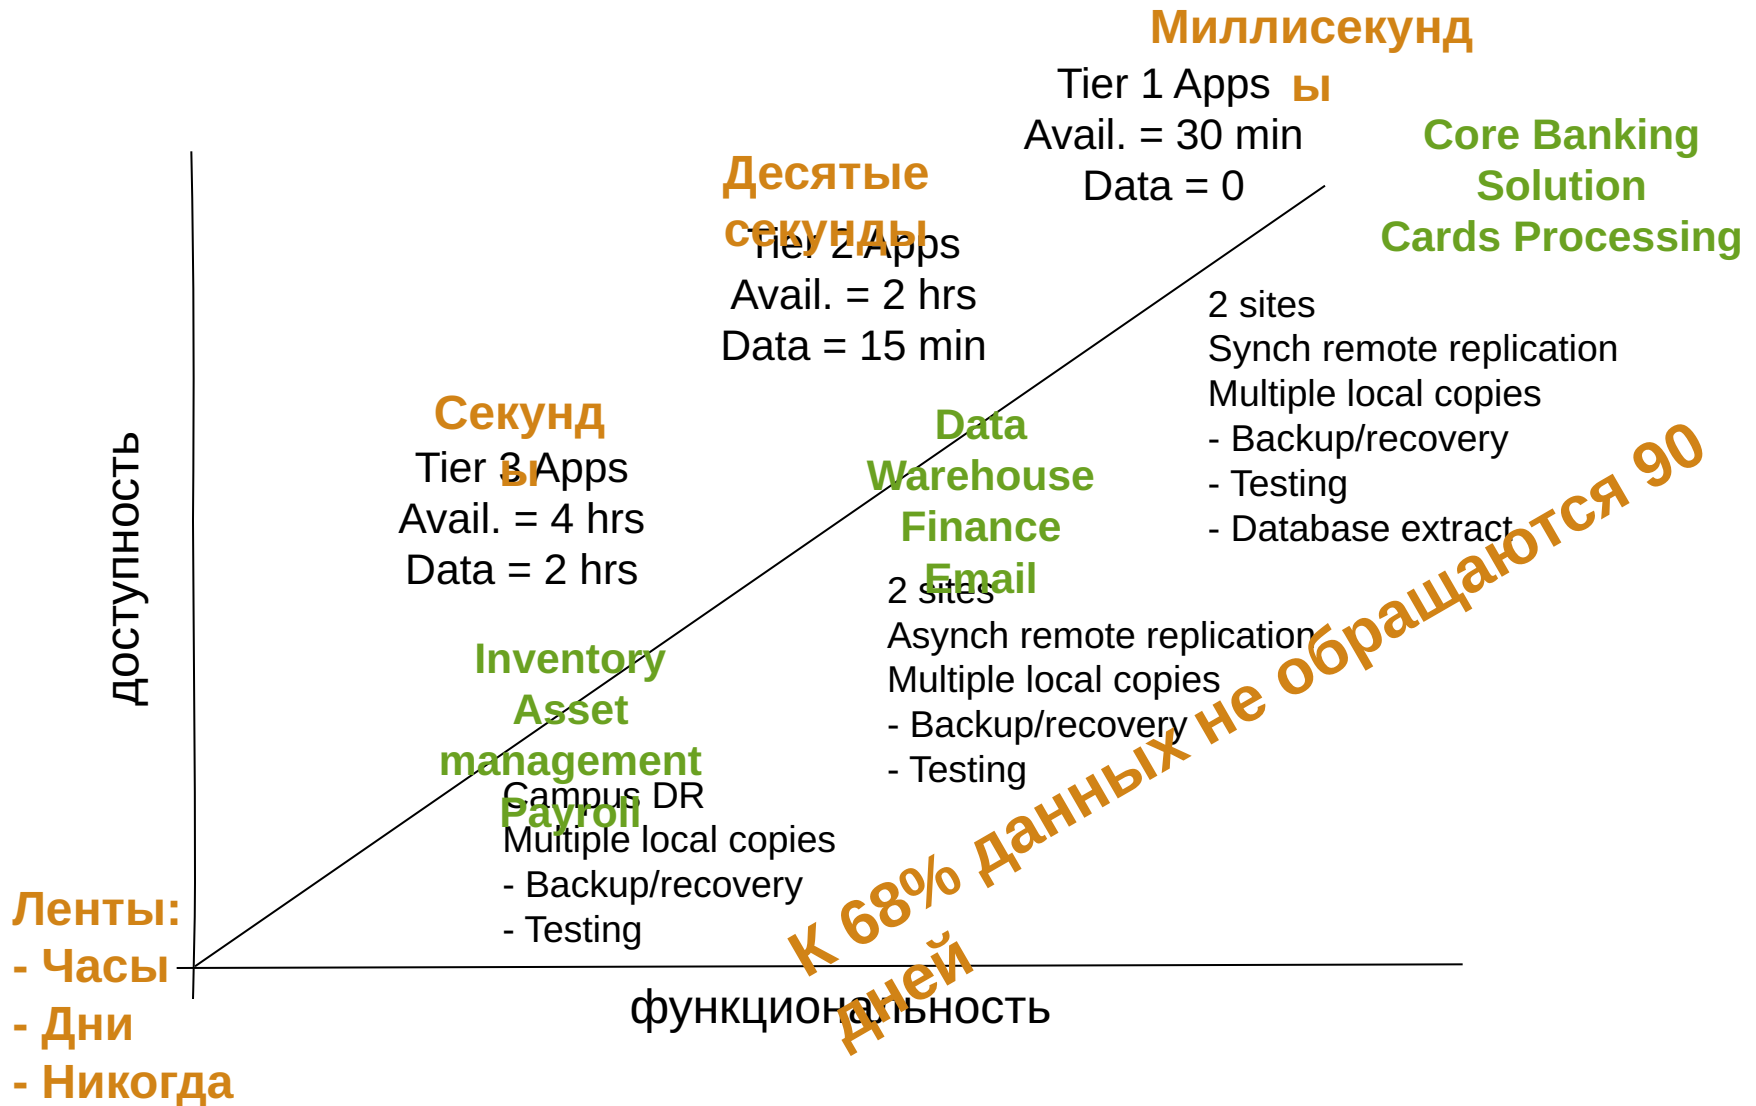 Миллисекунд
ы
Tier 1 Apps
Avail. = 30 min
Data = 0
Core Banking
Solution
Cards Processing
Десятые
секунды
Tier 2 Apps
Avail. = 2 hrs
Data = 15 min
2 sites
Synch remote replication
Multiple local copies
- Backup/recovery
- Testing
- Database extract
Секунд
ы
Tier 3 Apps
Avail. = 4 hrs
Data = 2 hrs
Data
Warehouse
Finance
Email
2 sites
Asynch remote replication
Multiple local copies
- Backup/recovery
- Testing
доступность
Inventory
Asset
management
Payroll
Campus DR
Multiple local copies
- Backup/recovery
- Testing
К 68% данных не обращаются 90
дней
Ленты:
- Часы
- Дни
- Никогда
функциональность